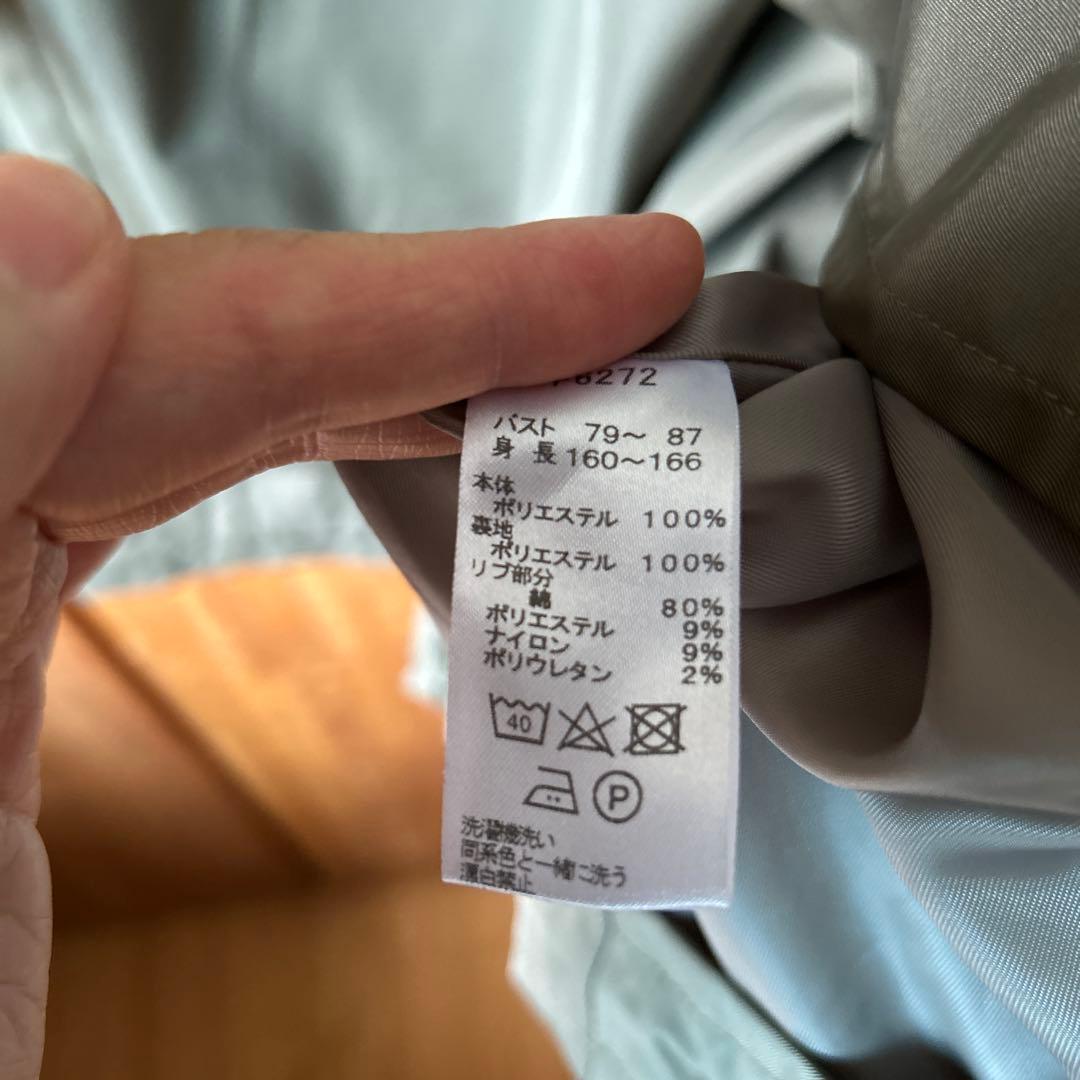 6272
バスト 79～ 87
身 長 160～166
本体
ポリエステル 100%
裏地
ポリエステル 100%
リブ部分
綿 80%
ポリエステル 9%
ナイロン 9%
ポリウレタン 2%
40
P
洗濯機洗い
同系色と一緒に洗う
漂白禁止